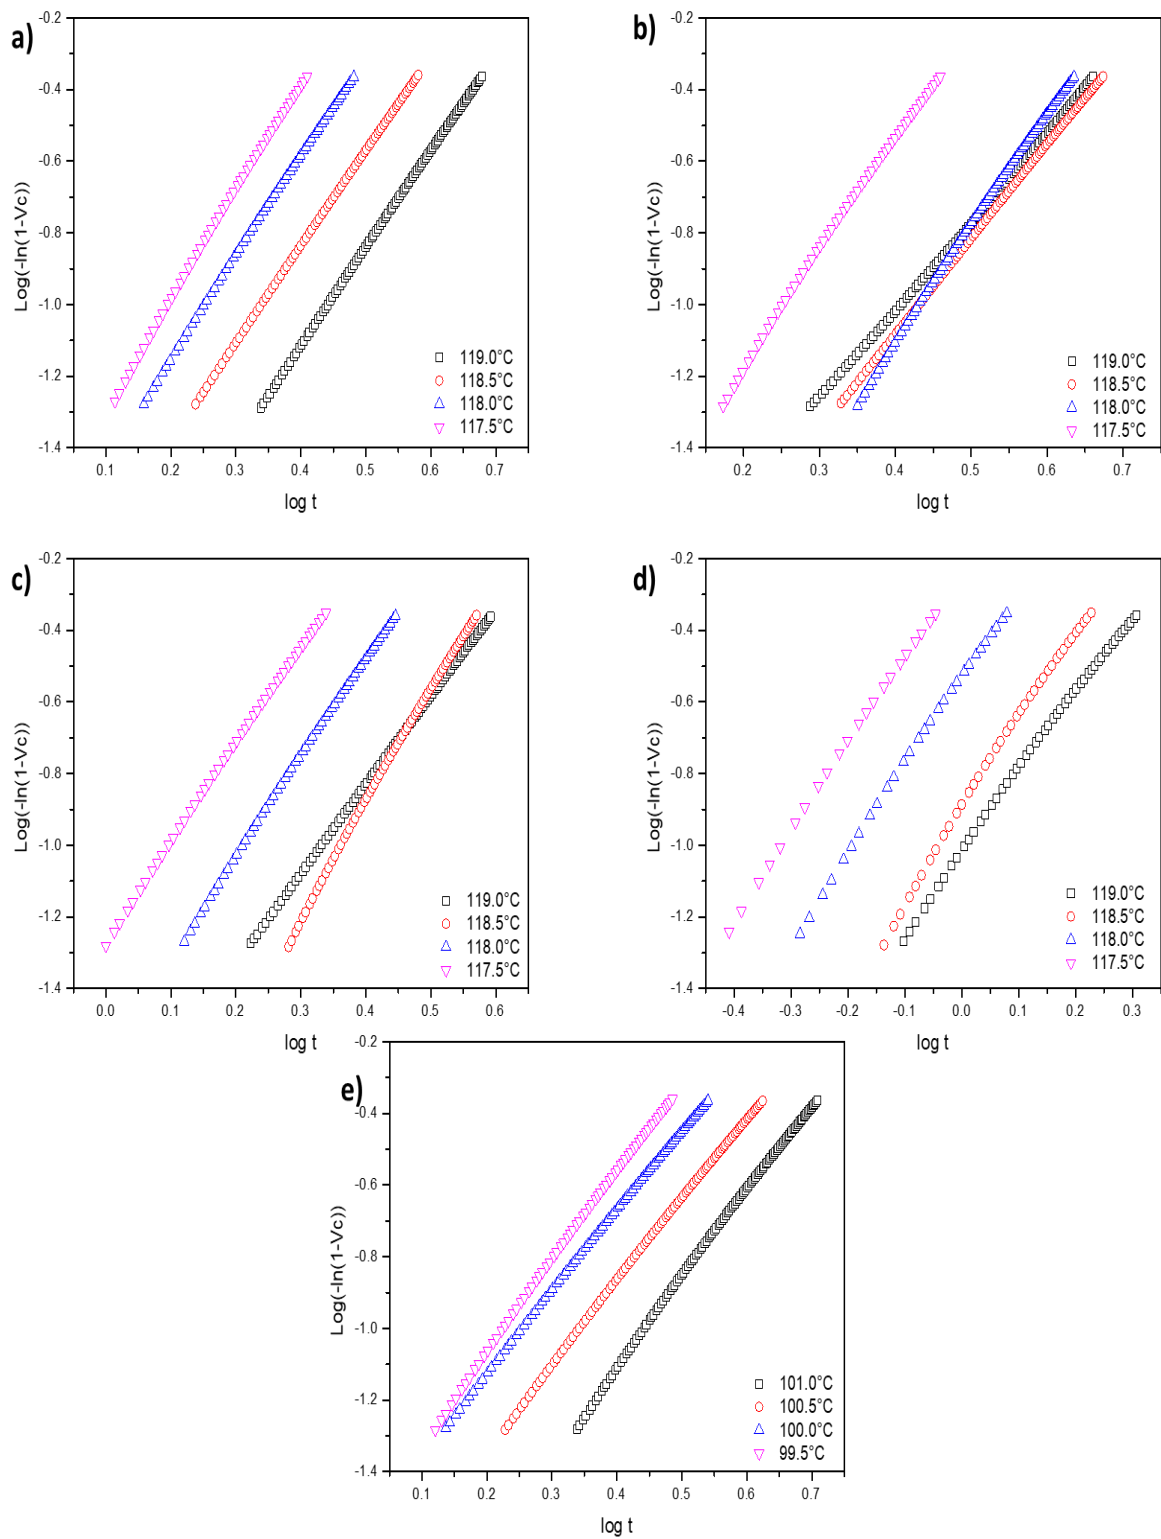 a)
-0.2
-0.4
-0.6
-0.8
-1.0
-1.2
-1.4
Log(-ln(1-Vc))
119.0°C
118.5°C
118.0°C
117.5°C
0.1 0.2 0.3 0.4 0.5 0.6 0.7
log t
b)
-0.2
-0.4
-0.6
-0.8
-1.0
-1.2
-1.4
Log(-ln(1-Vc))
119.0°C
118.5°C
118.0°C
117.5°C
0.2 0.3 0.4 0.5 0.6 0.7
log t
c)
-0.2
-0.4
-0.6
-0.8
-1.0
-1.2
-1.4
Log(-ln(1-Vc))
119.0°C
118.5°C
118.0°C
117.5°C
0.0 0.1 0.2 0.3 0.4 0.5 0.6
log t
d)
-0.2
-0.4
-0.6
-0.8
-1.0
-1.2
-1.4
Log(-ln(1-Vc))
119.0°C
118.5°C
118.0°C
117.5°C
-0.4 -0.3 -0.2 -0.1 0.0 0.1 0.2 0.3
log t
e)
-0.2
-0.4
-0.6
-0.8
-1.0
-1.2
-1.4
Log(-ln(1-Vc))
101.0°C
100.5°C
100.0°C
99.5°C
0.1 0.2 0.3 0.4 0.5 0.6 0.7
log t